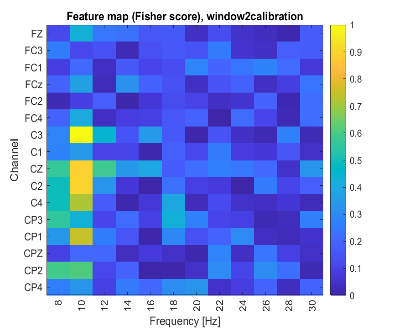 Feature map (Fisher score), window2calibration
Channel
FZ
FC3
FC1
FCz
FC2
FC4
C3
C1
CZ
C2
C4
CP3
CP1
CPZ
CP2
CP4
8 10 12 14 16 18 20 22 24 26 28 30
Frequency [Hz]
1
0.9
0.8
0.7
0.6
0.5
0.4
0.3
0.2
0.1
0